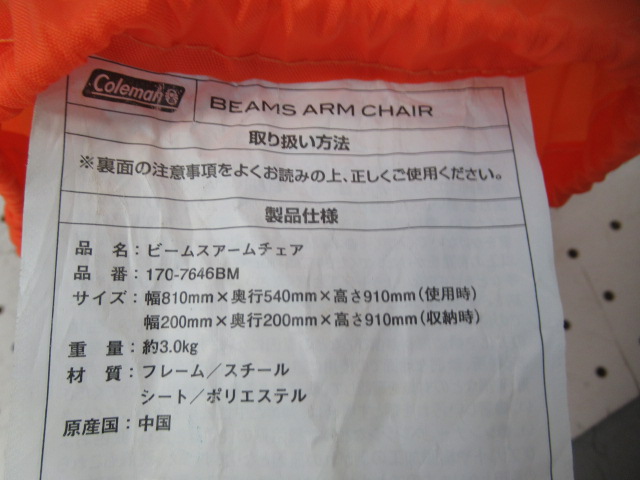 Coleman
BEAMS ARM CHAIR
取り扱い方法
※裏面の注意事項をよくお読みの上、正しくご使用ください。
製品仕様
品 名：ビームスアームチェア
品 番：170-7646BM
サイズ：幅810mm×奥行540mm×高さ910mm（使用時）
幅200mm×奥行200mm×高さ910mm（収納時）
重 量：約3.0kg
材 質：フレーム／スチール
シート／ポリエステル
原産国：中国